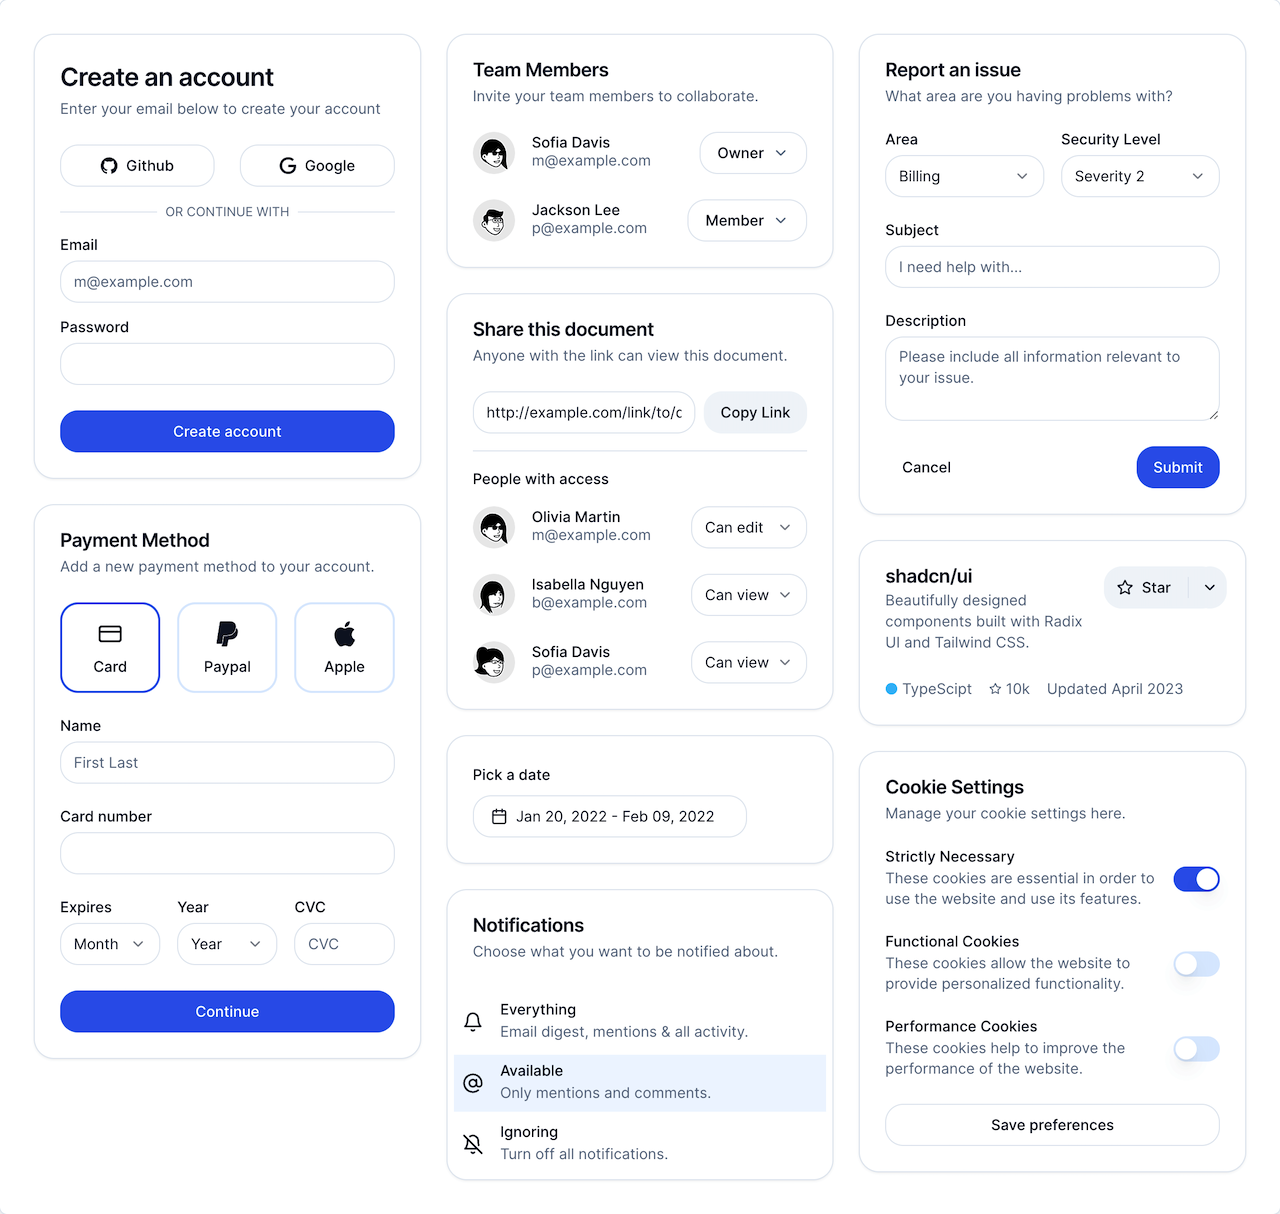 Create an account
Enter your email below to create your account
Github
Google
OR CONTINUE WITH
Email
m@example.com
Password
Create account
Payment Method
Add a new payment method to your account.
Card
Paypal
Apple
Name
First Last
Card number
Expires
Year
CVC
Month
Year
CVC
Continue
Team Members
Invite your team members to collaborate.
Sofia Davis
m@example.com
Owner
Jackson Lee
p@example.com
Member
Share this document
Anyone with the link can view this document.
http://example.com/link/to/c
Copy Link
People with access
Olivia Martin
m@example.com
Can edit
Isabella Nguyen
b@example.com
Can view
Sofia Davis
p@example.com
Can view
Pick a date
Jan 20, 2022 - Feb 09, 2022
Notifications
Choose what you want to be notified about.
Everything
Email digest, mentions & all activity.
Available
Only mentions and comments.
Ignoring
Turn off all notifications.
Report an issue
What area are you having problems with?
Area
Security Level
Billing
Severity 2
Subject
I need help with...
Description
Please include all information relevant to
your issue.
Cancel
Submit
shadcn/ui
Beautifully designed
components built with Radix
UI and Tailwind CSS.
Star
TypeScipt
10k
Updated April 2023
Cookie Settings
Manage your cookie settings here.
Strictly Necessary
These cookies are essential in order to
use the website and use its features.
Functional Cookies
These cookies allow the website to
provide personalized functionality.
Performance Cookies
These cookies help to improve the
performance of the website.
Save preferences